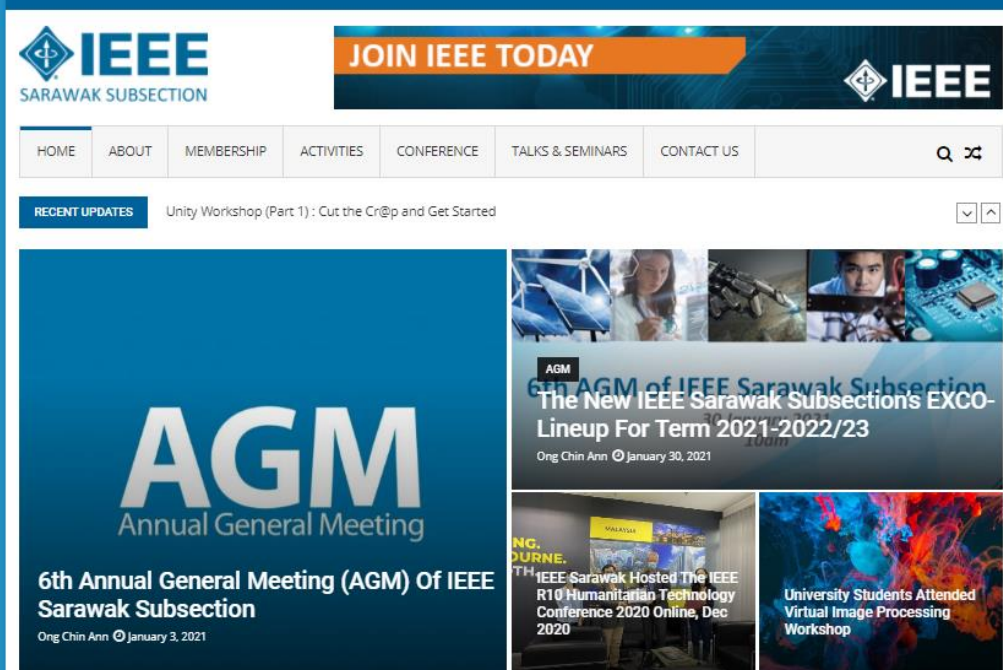 IEEE
SARAWAK SUBSECTION
JOIN IEEE TODAY
IEEE
HOME
ABOUT
MEMBERSHIP
ACTIVITIES
CONFERENCE
TALKS & SEMINARS
CONTACT US
RECENT UPDATES
Unity Workshop (Part 1) : Cut the Cr@p and Get Started
AGM
Annual General Meeting
6th Annual General Meeting (AGM) Of IEEE
Sarawak Subsection
Ong Chin Ann January 3, 2021
AGM
6th AGM of IEEE Sarawak Subsection
30 January 2021
10am
The New IEEE Sarawak Subsection's EXCO-
Lineup For Term 2021-2022/23
Ong Chin Ann January 30, 2021
MALAYSIA
IEEE Sarawak Hosted The IEEE
R10 Humanitarian Technology
Conference 2020 Online, Dec
2020
University Students Attended
Virtual Image Processing
Workshop